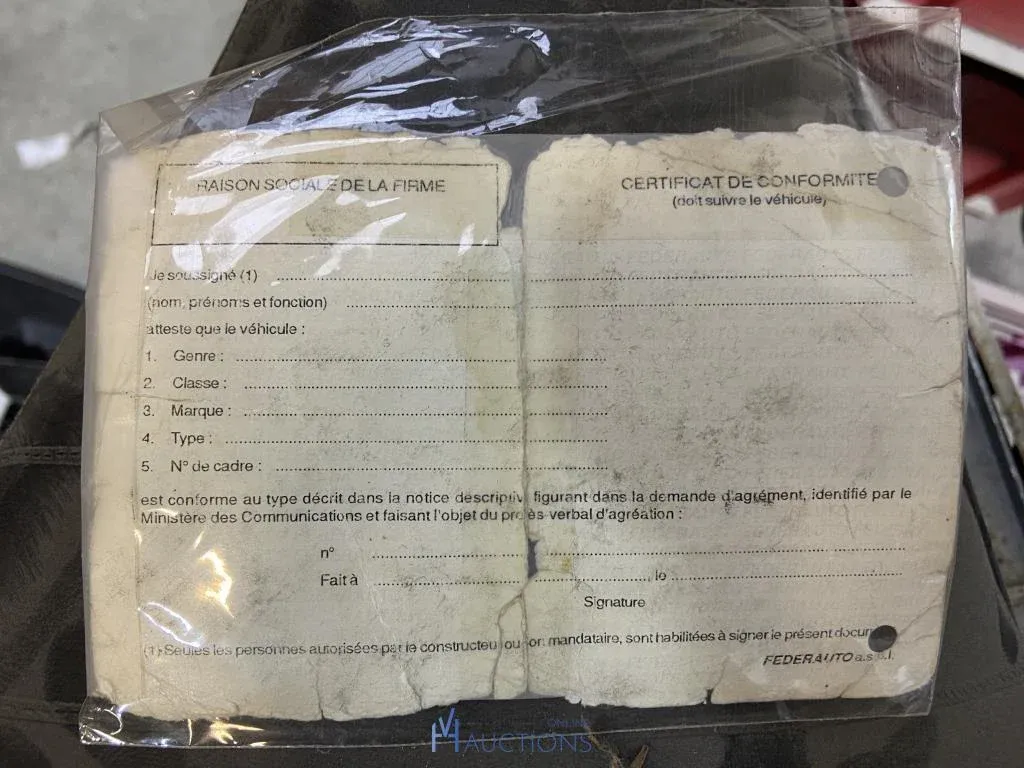 RAISON SOCIALE DE LA FIRME
CERTIFICAT DE CONFORMITE
(doit suivre le véhicule)
Je soussigné (1)
(nom, prénoms et fonction)
atteste que le véhicule :
1. Genre :
2. Classe :
3. Marque :
4. Type :
5. N° de cadre :
est conforme au type décrit dans la notice descriptiv figurant dans la demande d'agrément, identifié par le
Ministère des Communications et faisant l'objet du procès verbal d'agréation :
n°
Fait à , le
Signature
(1) Seules les personnes autorisées par le constructeu ou son mandataire, sont habilitées à signer le présent docum
FEDERAUTO a.s.b.l.
ONLINE
AUCTIONS